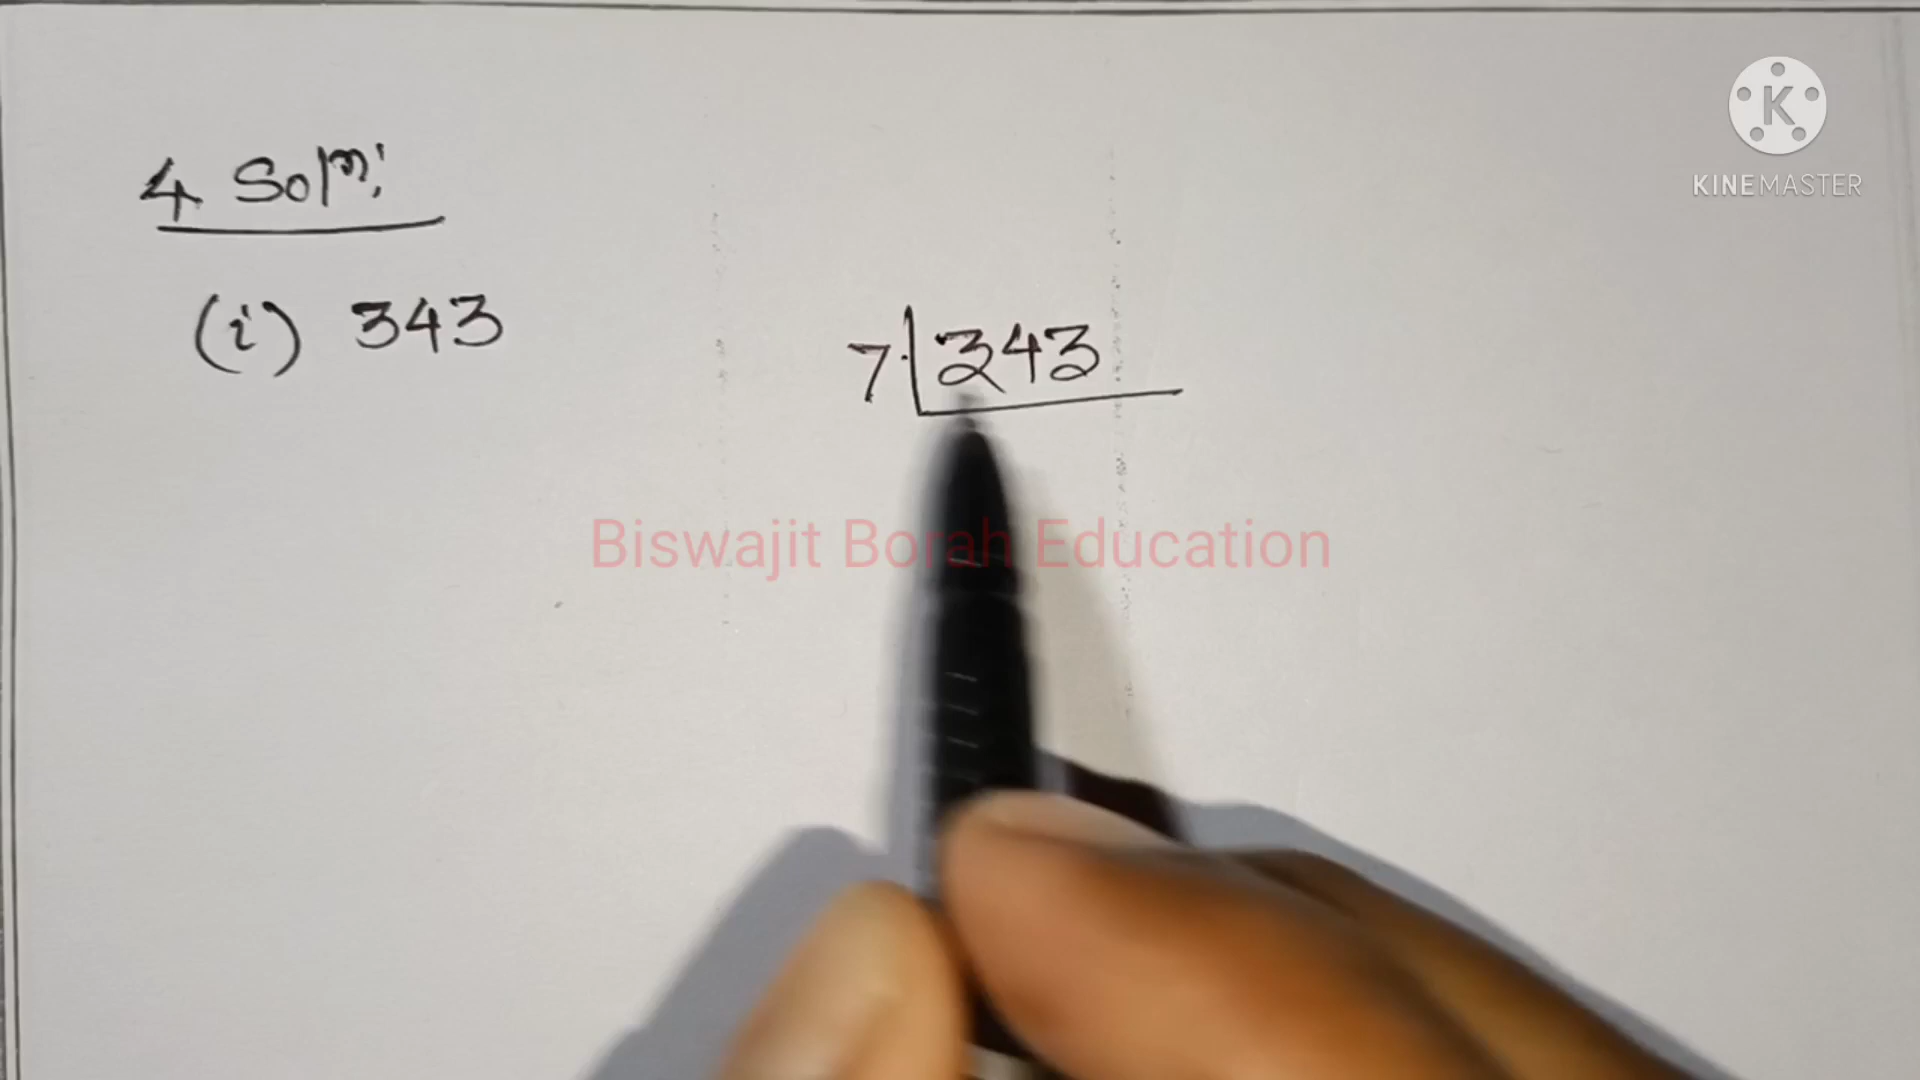 KINEMASTER
4 Solⁿ:
(i) 343
7 343
Biswajit Borah Education